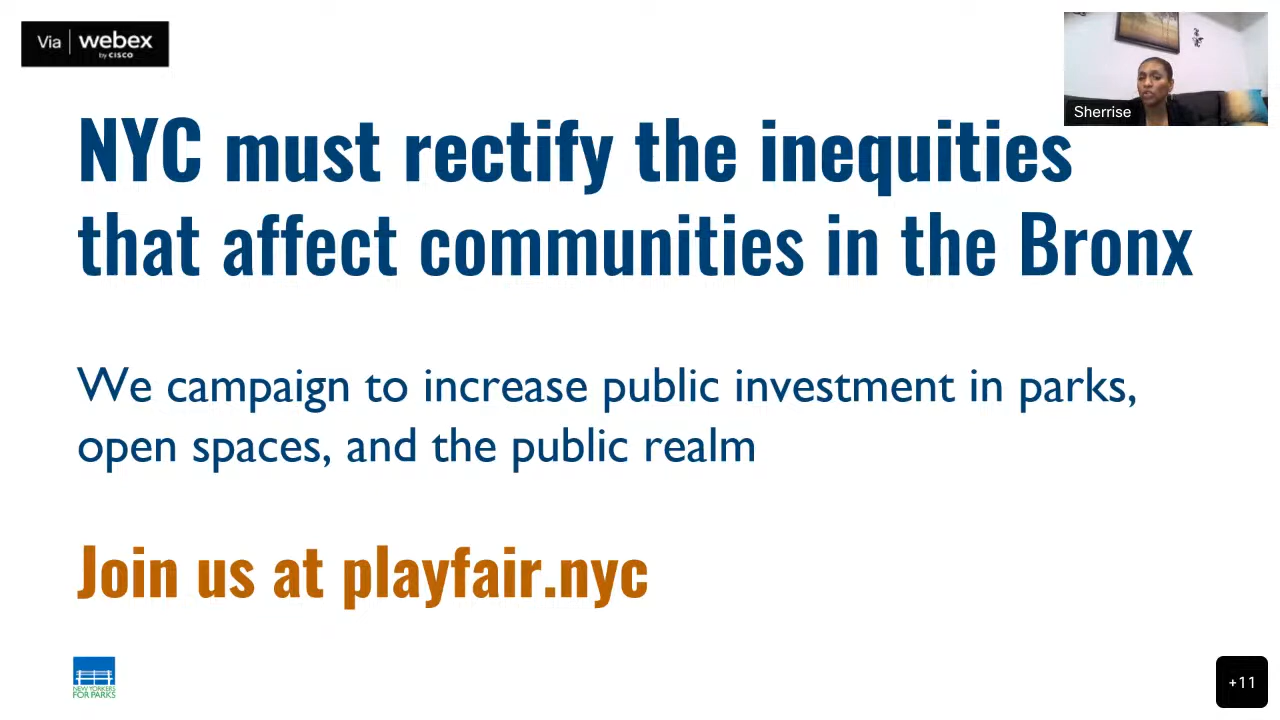 Via webex
by CISCO
Sherrise
NYC must rectify the inequities
that affect communities in the Bronx
We campaign to increase public investment in parks,
open spaces, and the public realm
Join us at playfair.nyc
NEW YORKERS
FOR PARKS
+11